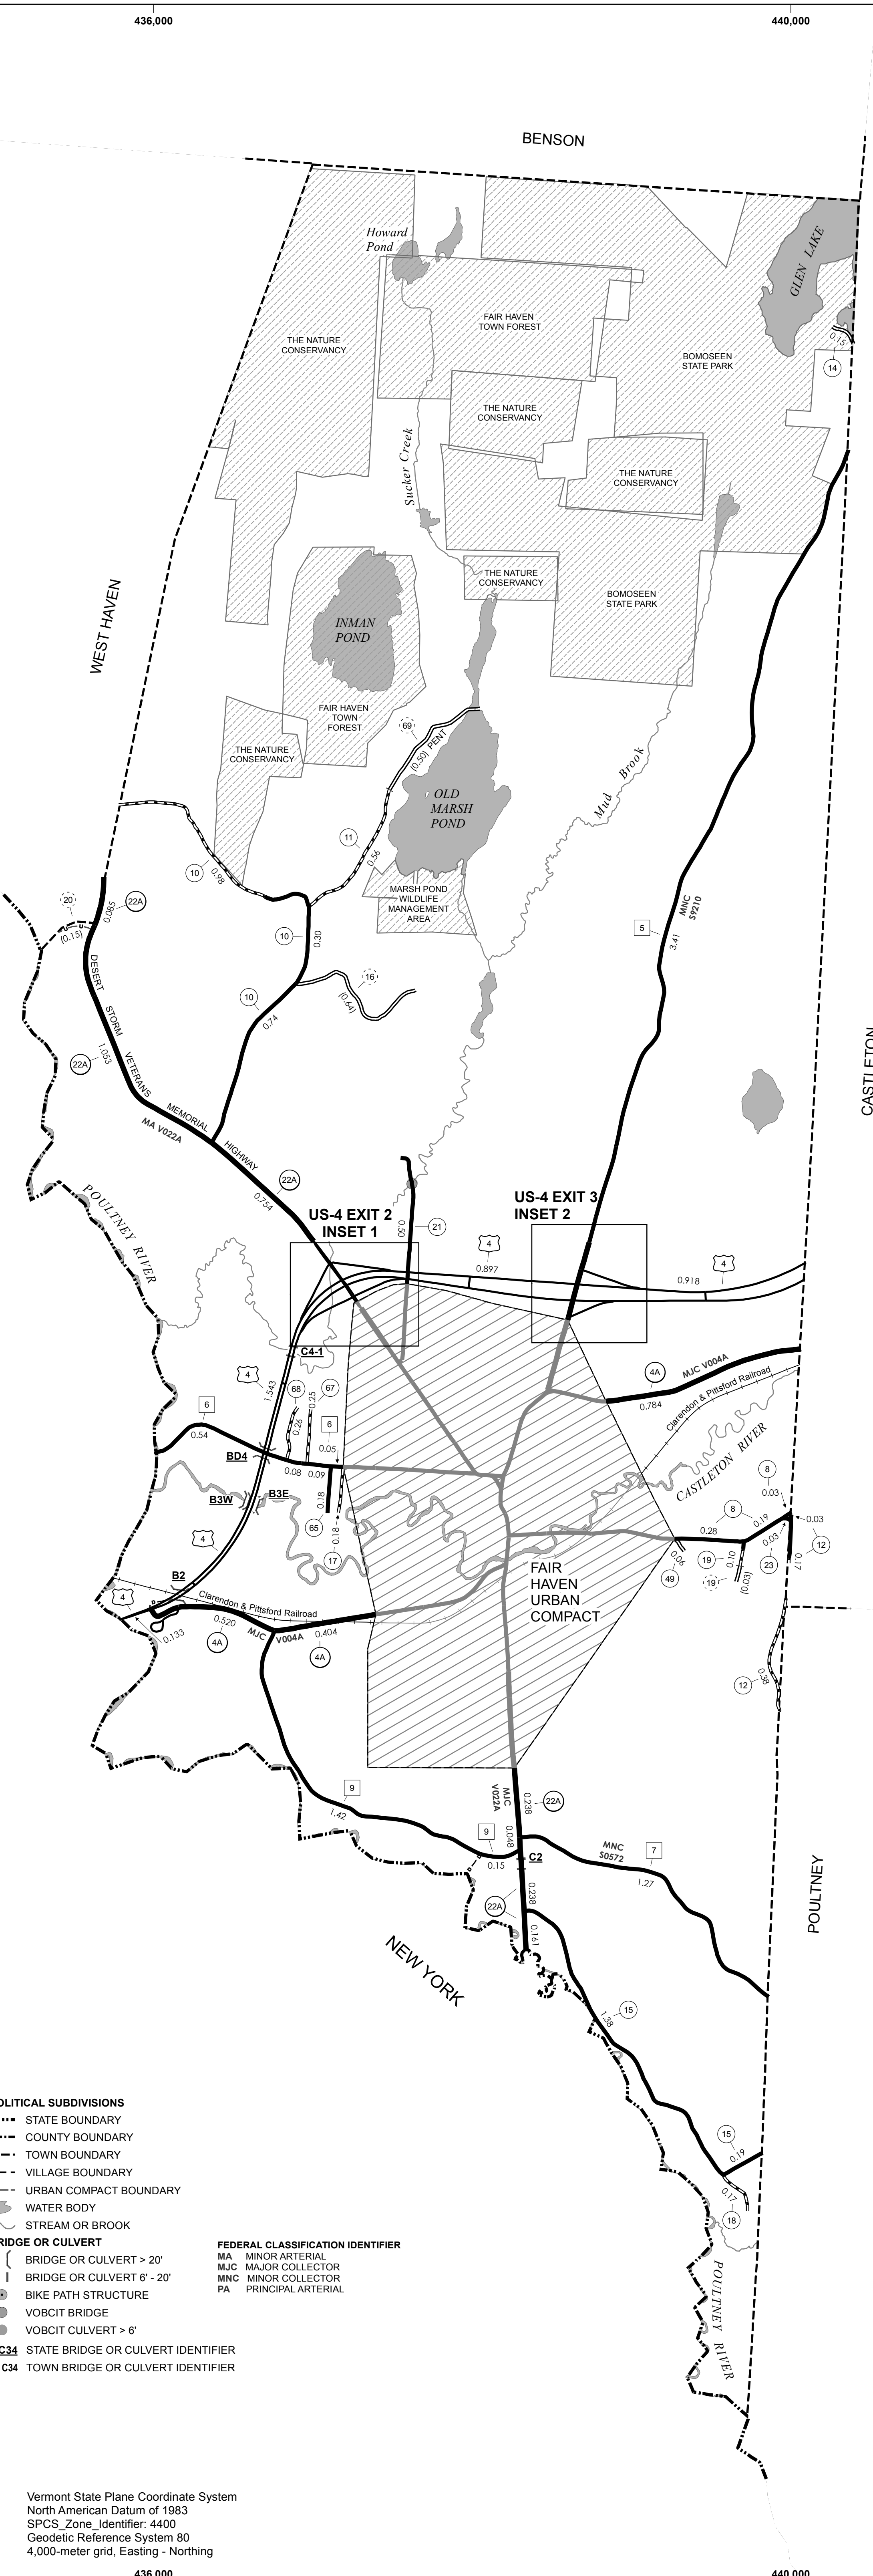 436,000
440,000
BENSON
Howard
Pond
GLEN LAKE
FAIR HAVEN
TOWN FOREST
THE NATURE
CONSERVANCY
0.15
BOMOSEEN
STATE PARK
14
THE NATURE
CONSERVANCY
Sucker Creek
THE NATURE
CONSERVANCY
THE NATURE
CONSERVANCY
BOMOSEEN
STATE PARK
WEST HAVEN
INMAN
POND
FAIR HAVEN
TOWN
FOREST
69
(0.50) PENT
THE NATURE
CONSERVANCY
Mud Brook
OLD
MARSH
POND
11
0.56
10
0.98
MARSH POND
WILDLIFE
MANAGEMENT
AREA
20
22A
0.085
(0.15)
MNC
S9210
5
3.41
10
0.30
DESERT STORM VETERANS MEMORIAL HIGHWAY
16
(0.64)
10
0.74
1.053
22A
CASTLETON
MA V022A
22A
0.754
POULTNEY RIVER
US-4 EXIT 2
INSET 1
US-4 EXIT 3
INSET 2
0.50
21
4
0.897
4
0.918
C4-1
4
1.543
4A
MJC V004A
0.784
Clarendon & Pittsford Railroad
68
67
0.25
0.26
6
0.54
6
0.05
BD4
0.08
0.09
CASTLETON RIVER
8
0.03
B3W
B3E
0.18
65
0.18
17
8
0.28
0.19
0.03
12
4
0.06
49
19
0.10
19
(0.03)
0.03
23
0.17
B2
FAIR
HAVEN
URBAN
COMPACT
4
Clarendon & Pittsford Railroad
0.133
0.520
4A
MJC V004A
0.404
4A
12
0.38
9
1.42
MJC
V022A
0.238
22A
9
0.15
0.048
C2
MNC
S0572
7
1.27
22A
0.238
0.161
POULTNEY
NEW YORK
15
1.38
15
0.19
0.17
18
POULTNEY RIVER
OLITICAL SUBDIVISIONS
STATE BOUNDARY
COUNTY BOUNDARY
TOWN BOUNDARY
VILLAGE BOUNDARY
URBAN COMPACT BOUNDARY
WATER BODY
STREAM OR BROOK
RIDGE OR CULVERT
BRIDGE OR CULVERT > 20'
BRIDGE OR CULVERT 6' - 20'
BIKE PATH STRUCTURE
VOBCIT BRIDGE
VOBCIT CULVERT > 6'
C34 STATE BRIDGE OR CULVERT IDENTIFIER
C34 TOWN BRIDGE OR CULVERT IDENTIFIER
FEDERAL CLASSIFICATION IDENTIFIER
MA MINOR ARTERIAL
MJC MAJOR COLLECTOR
MNC MINOR COLLECTOR
PA PRINCIPAL ARTERIAL
Vermont State Plane Coordinate System
North American Datum of 1983
SPCS_Zone_Identifier: 4400
Geodetic Reference System 80
4,000-meter grid, Easting - Northing
436,000
440,000